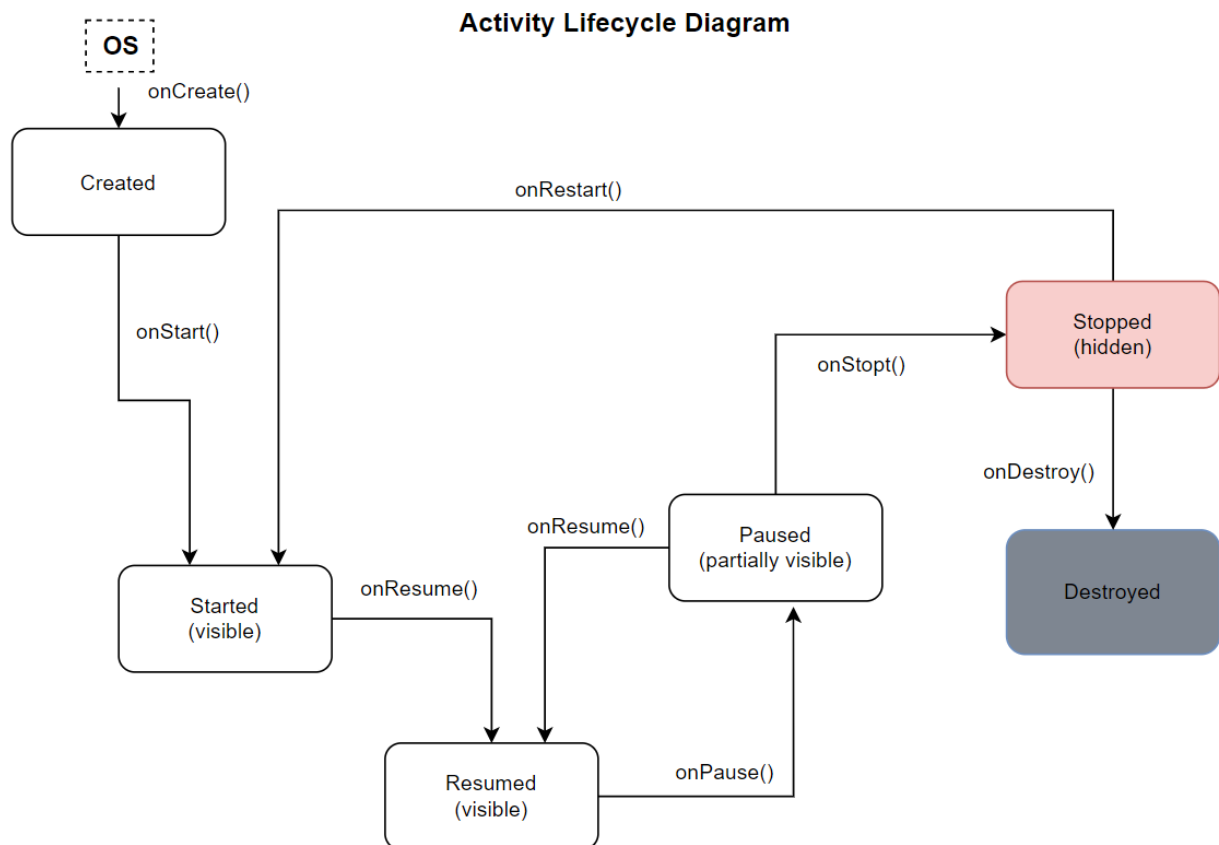 Activity Lifecycle Diagram
OS
onCreate()
Created
onRestart()
onStart()
Stopped
(hidden)
onStopt()
onDestroy()
onResume()
Paused
(partially visible)
Started
(visible)
onResume()
Destroyed
Resumed
(visible)
onPause()